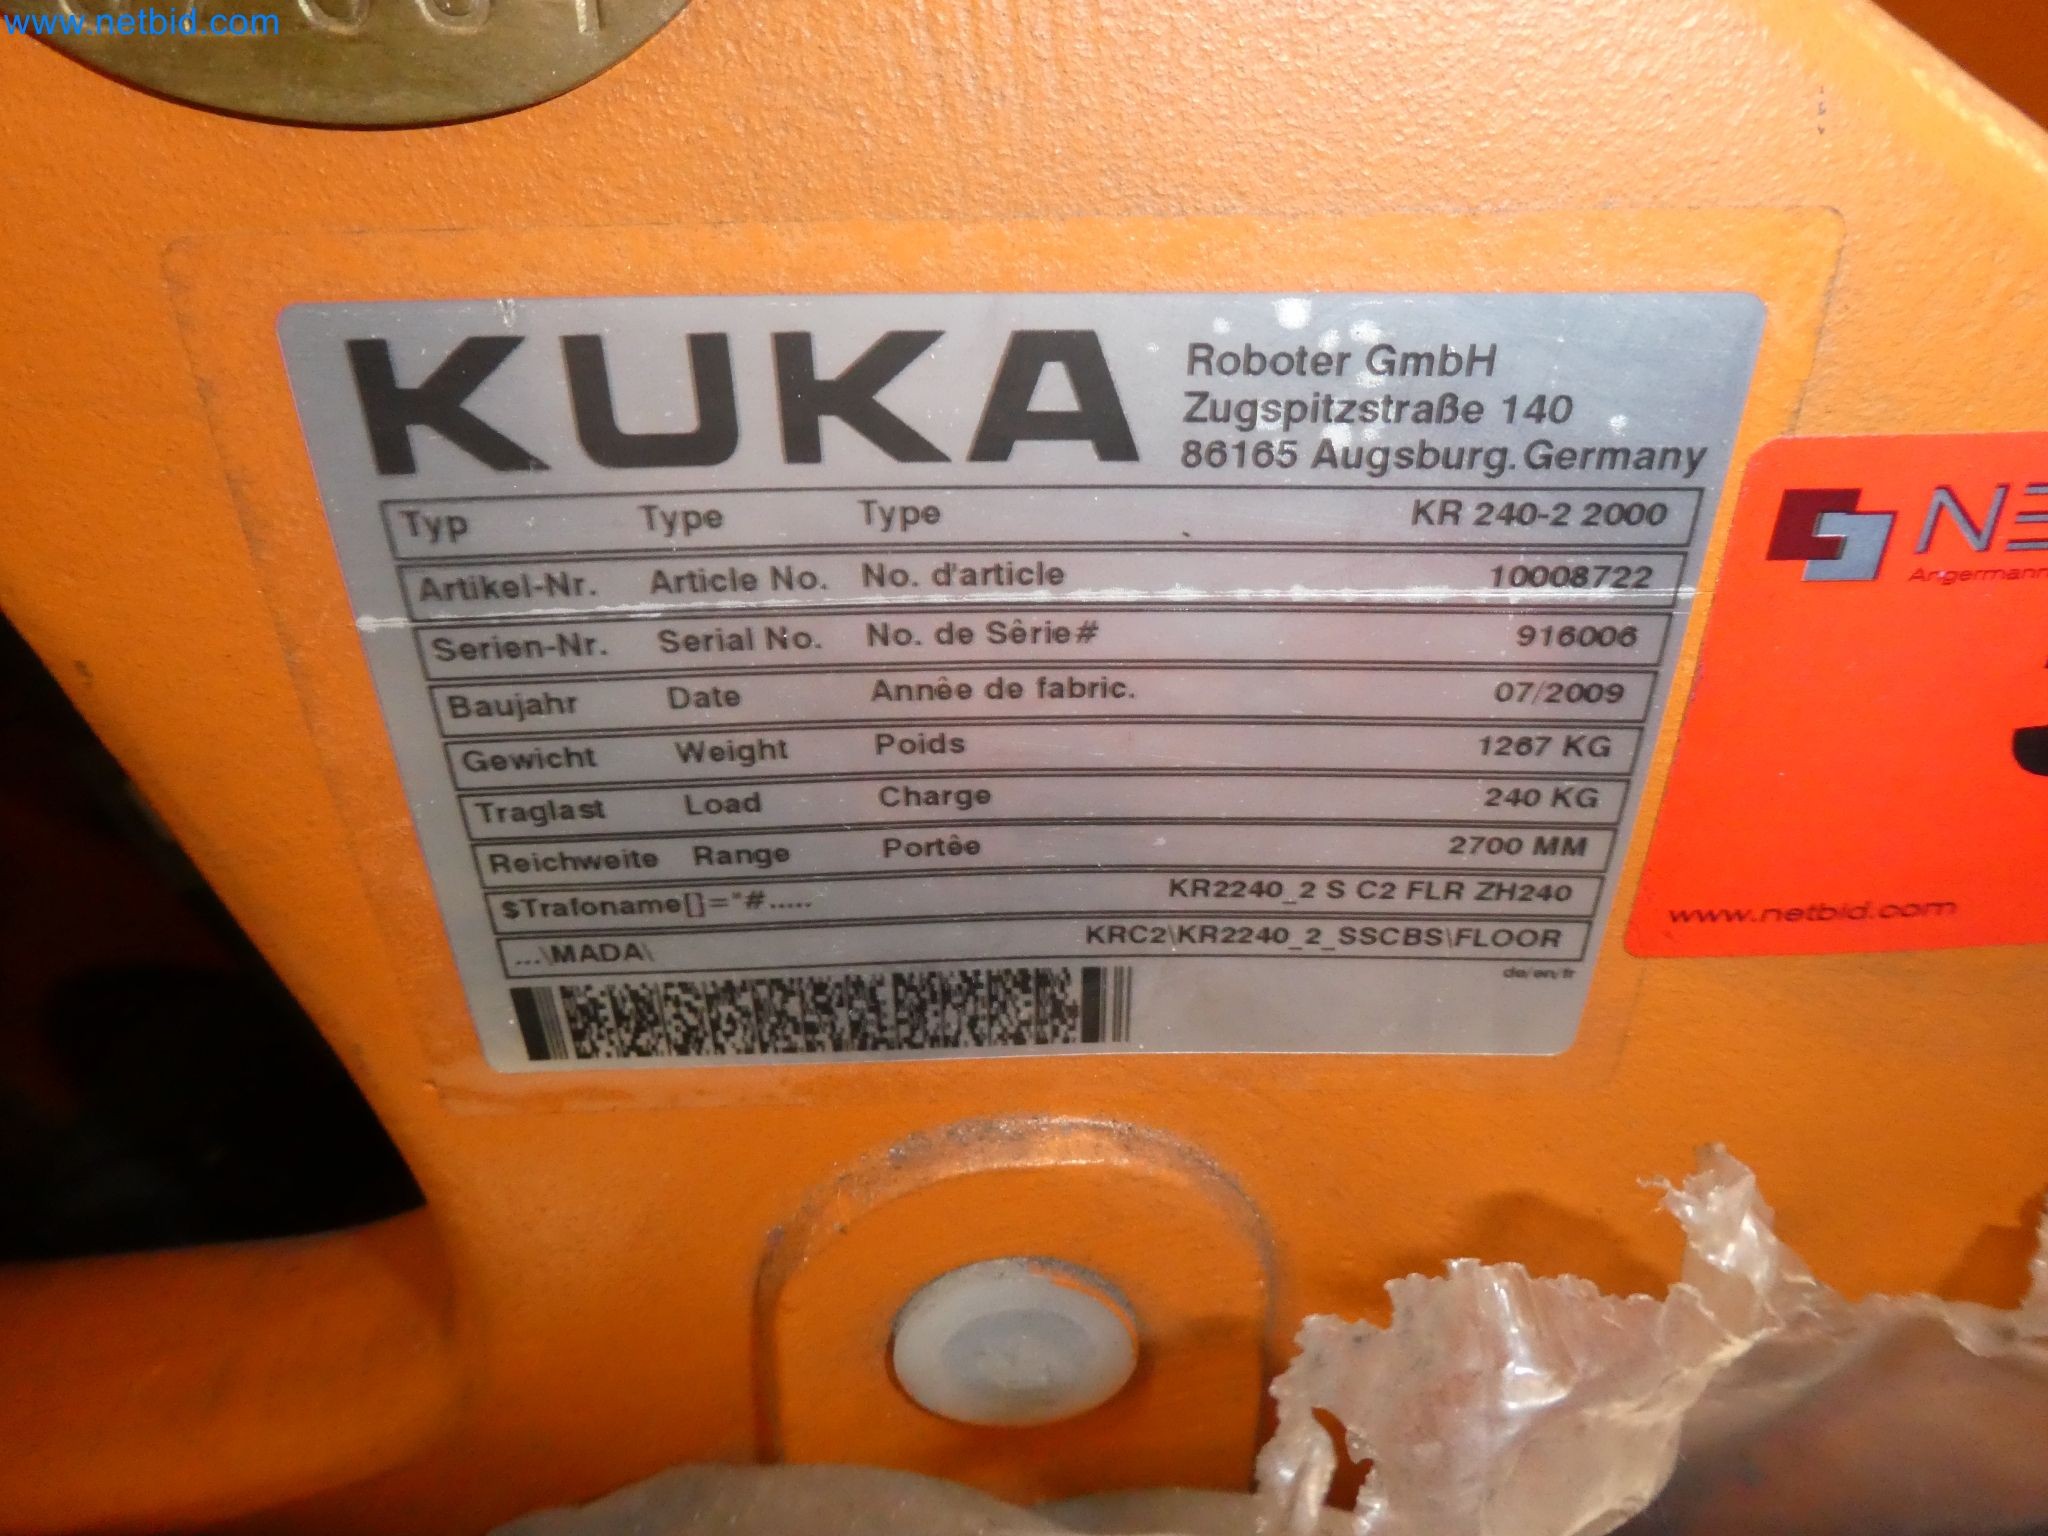 www.netbid.com
KUKA
Roboter GmbH
Zugspitzstraße 140
86165 Augsburg. Germany
Typ Type Type KR 240-2 2000
Artikel-Nr. Article No. No. d'article 10008722
Serien-Nr. Serial No. No. de Sêrie# 916006
Baujahr Date Annêe de fabric. 07/2009
Gewicht Weight Poids 1267 KG
Traglast Load Charge 240 KG
Reichweite Range Portêe 2700 MM
$Trafoname[]="#..... KR2240_2 S C2 FLR ZH240
...\MADA\ KRC2\KR2240_2_SSCBS\FLOOR
de/en/fr
Angermann
www.netbid.com